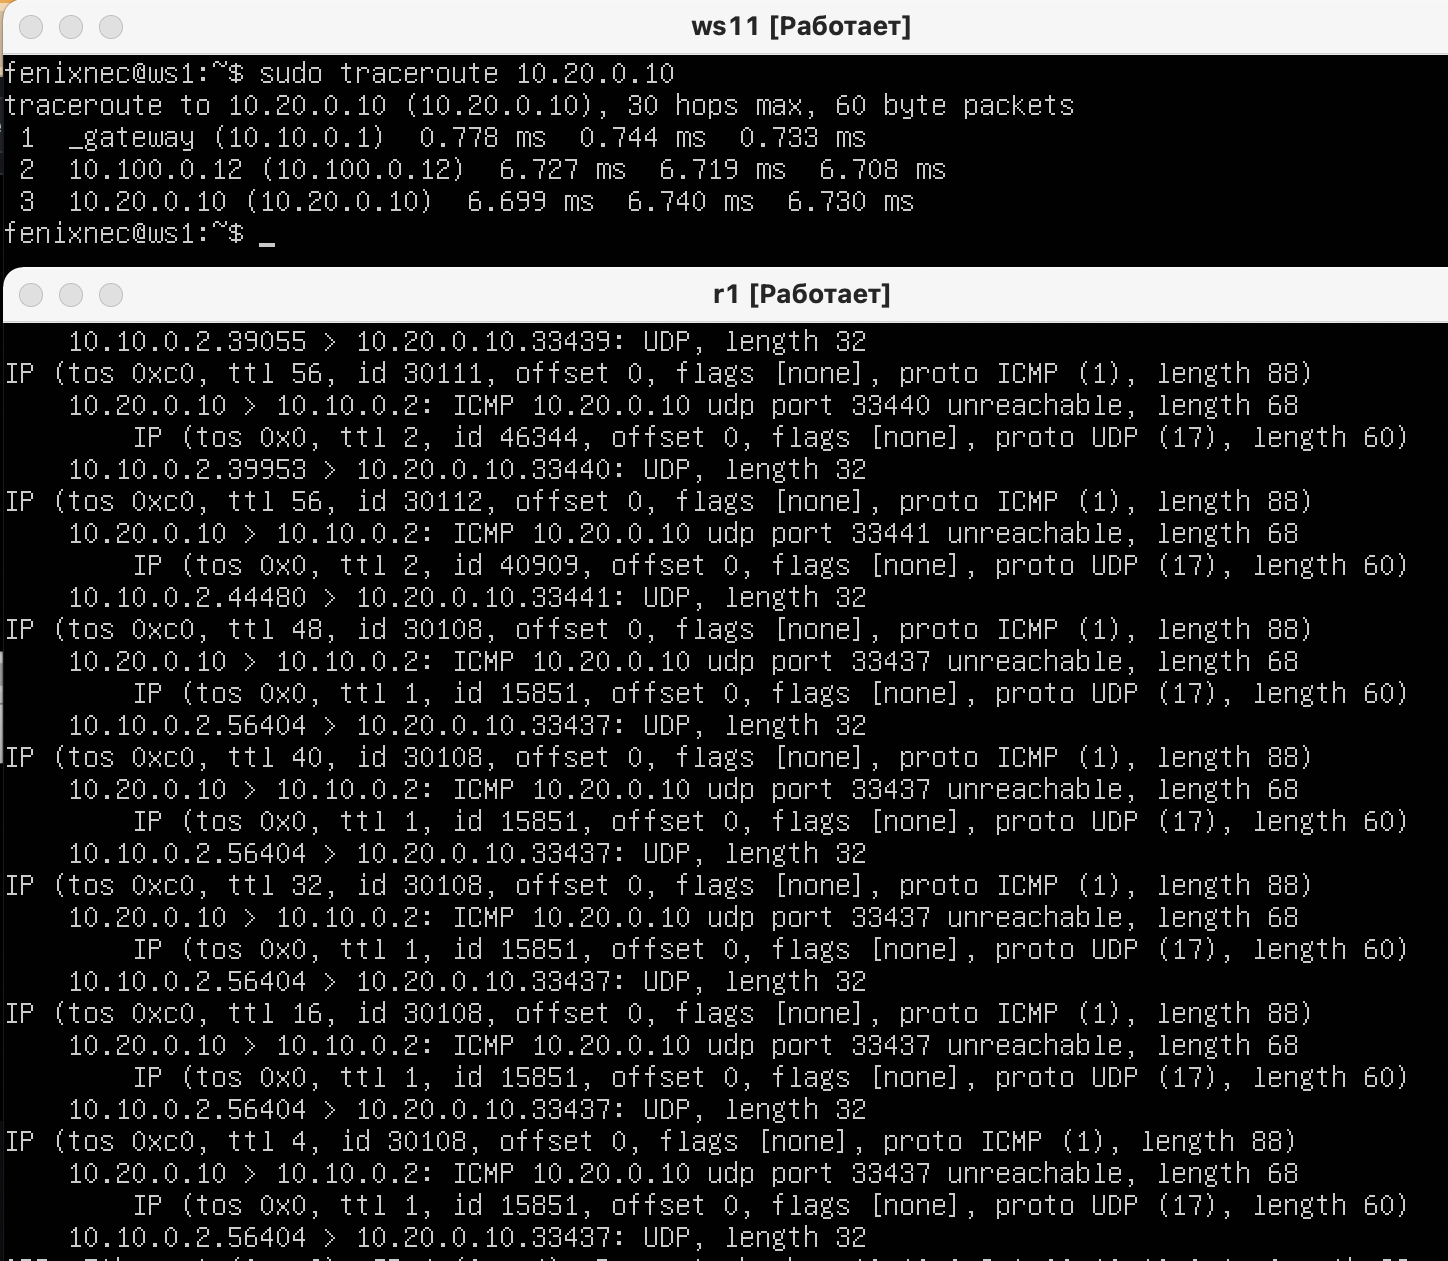 ws11 [Работает]
fenixnec@ws1:~$ sudo traceroute 10.20.0.10
traceroute to 10.20.0.10 (10.20.0.10), 30 hops max, 60 byte packets
 1  _gateway (10.10.0.1)  0.778 ms  0.744 ms  0.733 ms
 2  10.100.0.12 (10.100.0.12)  6.727 ms  6.719 ms  6.708 ms
 3  10.20.0.10 (10.20.0.10)  6.699 ms  6.740 ms  6.730 ms
fenixnec@ws1:~$ _
r1 [Работает]
    10.10.0.2.39055 > 10.20.0.10.33439: UDP, length 32
IP (tos 0xc0, ttl 56, id 30111, offset 0, flags [none], proto ICMP (1), length 88)
    10.20.0.10 > 10.10.0.2: ICMP 10.20.0.10 udp port 33440 unreachable, length 68
        IP (tos 0x0, ttl 2, id 46344, offset 0, flags [none], proto UDP (17), length 60)
    10.10.0.2.39953 > 10.20.0.10.33440: UDP, length 32
IP (tos 0xc0, ttl 56, id 30112, offset 0, flags [none], proto ICMP (1), length 88)
    10.20.0.10 > 10.10.0.2: ICMP 10.20.0.10 udp port 33441 unreachable, length 68
        IP (tos 0x0, ttl 2, id 40909, offset 0, flags [none], proto UDP (17), length 60)
    10.10.0.2.44480 > 10.20.0.10.33441: UDP, length 32
IP (tos 0xc0, ttl 48, id 30108, offset 0, flags [none], proto ICMP (1), length 88)
    10.20.0.10 > 10.10.0.2: ICMP 10.20.0.10 udp port 33437 unreachable, length 68
        IP (tos 0x0, ttl 1, id 15851, offset 0, flags [none], proto UDP (17), length 60)
    10.10.0.2.56404 > 10.20.0.10.33437: UDP, length 32
IP (tos 0xc0, ttl 40, id 30108, offset 0, flags [none], proto ICMP (1), length 88)
    10.20.0.10 > 10.10.0.2: ICMP 10.20.0.10 udp port 33437 unreachable, length 68
        IP (tos 0x0, ttl 1, id 15851, offset 0, flags [none], proto UDP (17), length 60)
    10.10.0.2.56404 > 10.20.0.10.33437: UDP, length 32
IP (tos 0xc0, ttl 32, id 30108, offset 0, flags [none], proto ICMP (1), length 88)
    10.20.0.10 > 10.10.0.2: ICMP 10.20.0.10 udp port 33437 unreachable, length 68
        IP (tos 0x0, ttl 1, id 15851, offset 0, flags [none], proto UDP (17), length 60)
    10.10.0.2.56404 > 10.20.0.10.33437: UDP, length 32
IP (tos 0xc0, ttl 16, id 30108, offset 0, flags [none], proto ICMP (1), length 88)
    10.20.0.10 > 10.10.0.2: ICMP 10.20.0.10 udp port 33437 unreachable, length 68
        IP (tos 0x0, ttl 1, id 15851, offset 0, flags [none], proto UDP (17), length 60)
    10.10.0.2.56404 > 10.20.0.10.33437: UDP, length 32
IP (tos 0xc0, ttl 4, id 30108, offset 0, flags [none], proto ICMP (1), length 88)
    10.20.0.10 > 10.10.0.2: ICMP 10.20.0.10 udp port 33437 unreachable, length 68
        IP (tos 0x0, ttl 1, id 15851, offset 0, flags [none], proto UDP (17), length 60)
    10.10.0.2.56404 > 10.20.0.10.33437: UDP, length 32